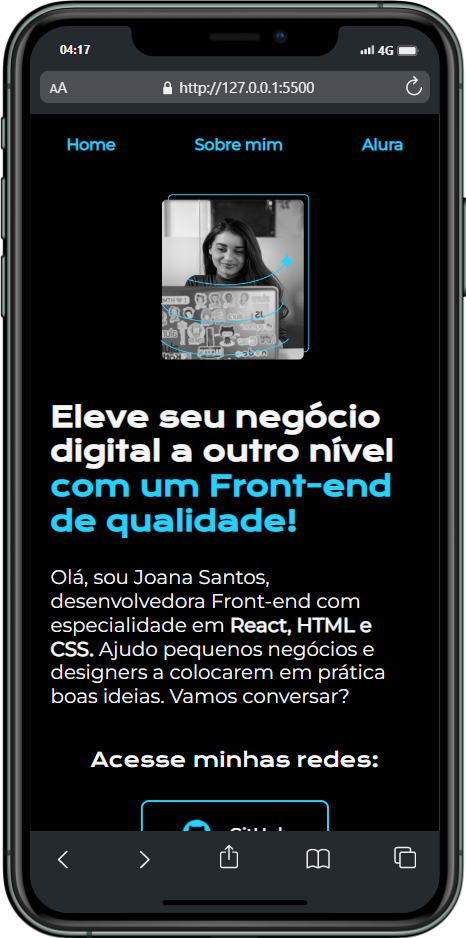 04:17
4G
AA
http://127.0.0.1:5500
Home
Sobre mim
Alura
Eleve seu negócio
digital a outro nível
com um Front-end
de qualidade!
Olá, sou Joana Santos,
desenvolvedora Front-end com
especialidade em React, HTML e
CSS. Ajudo pequenos negócios e
designers a colocarem em prática
boas ideias. Vamos conversar?
Acesse minhas redes:
GitHub